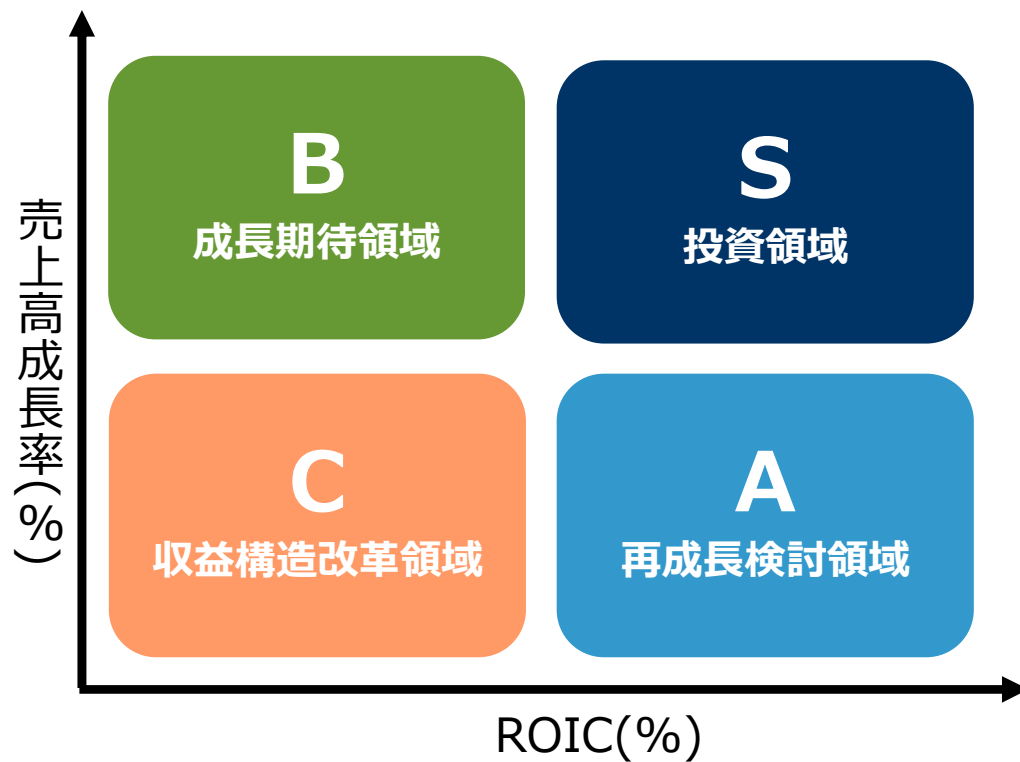 売上高成長率(%)
B
成長期待領域
S
投資領域
C
収益構造改革領域
A
再成長検討領域
ROIC(%)